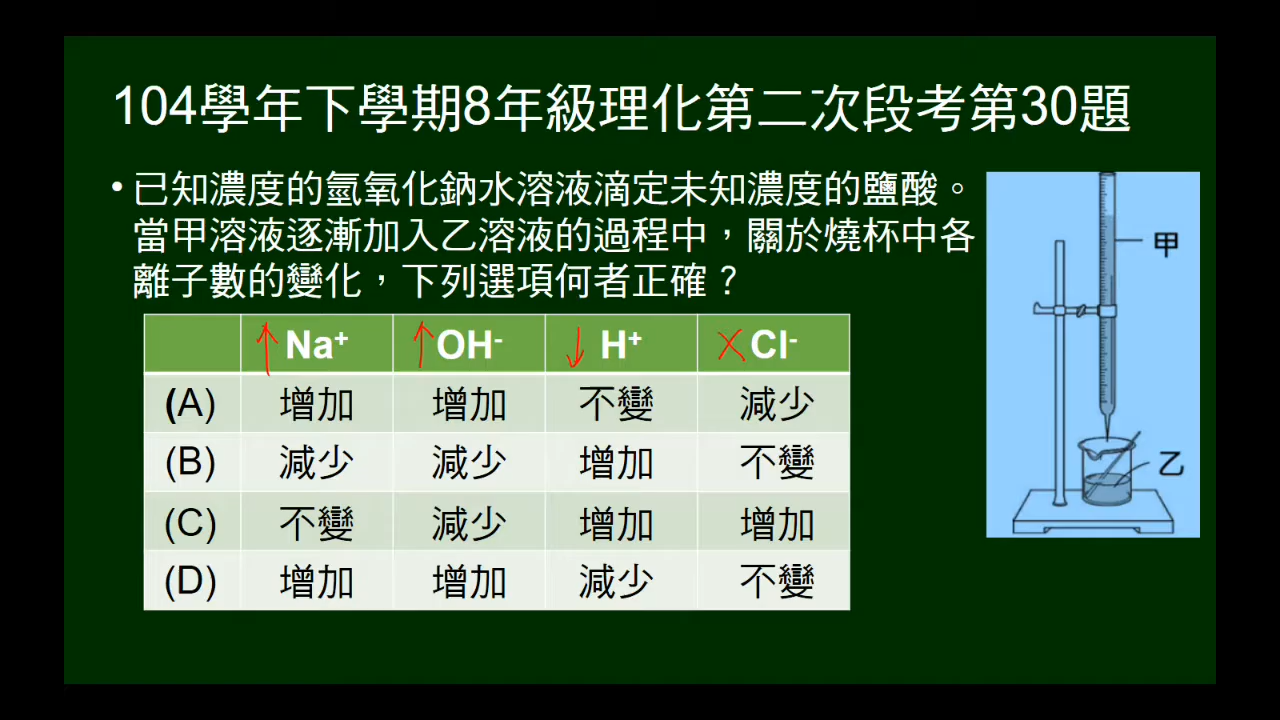 104學年下學期8年級理化第二次段考第30題
• 已知濃度的氫氧化鈉水溶液滴定未知濃度的鹽酸。
當甲溶液逐漸加入乙溶液的過程中，關於燒杯中各
離子數的變化，下列選項何者正確？
↑ Na⁺ ↑ OH⁻ ↓ H⁺ × Cl⁻
(A) 增加 增加 不變 減少
(B) 減少 減少 增加 不變
(C) 不變 減少 增加 增加
(D) 增加 增加 減少 不變
甲
乙